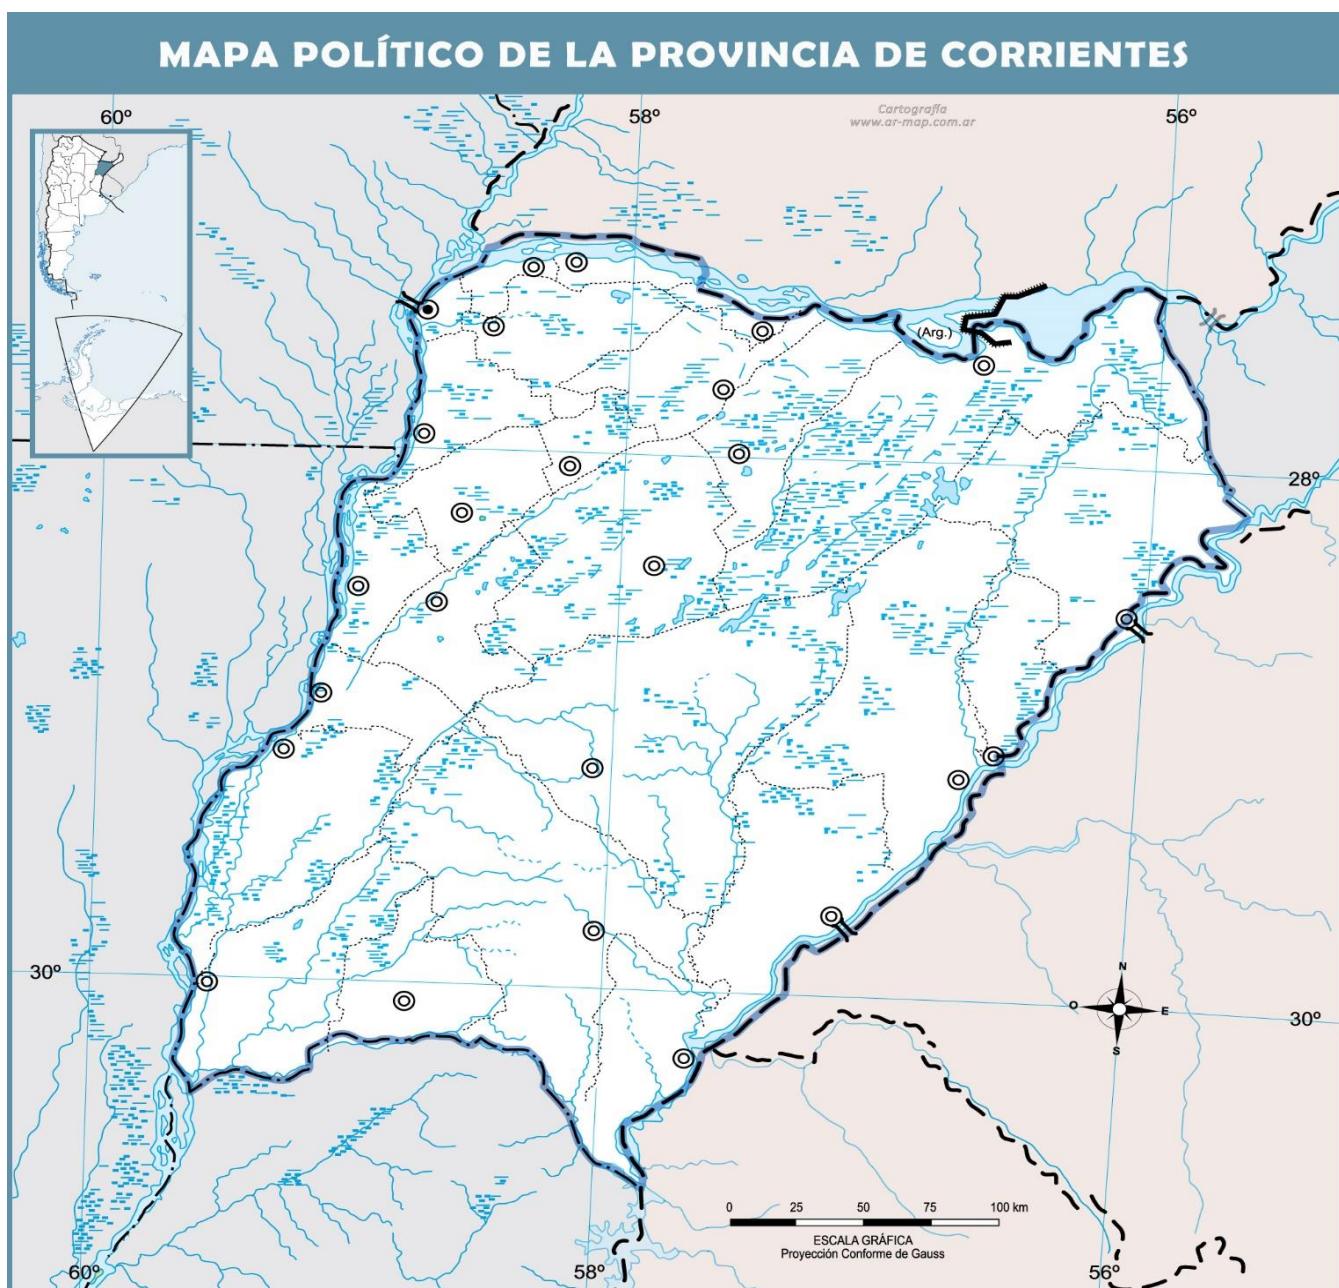 MAPA POLÍTICO DE LA PROVINCIA DE CORRIENTES
Cartografía
www.ar-map.com.ar
60º
58º
56º
(Arg.)
28º
30º
30º
N
O
E
S
0 25 50 75 100 km
ESCALA GRÁFICA
Proyección Conforme de Gauss
60º
58º
56º